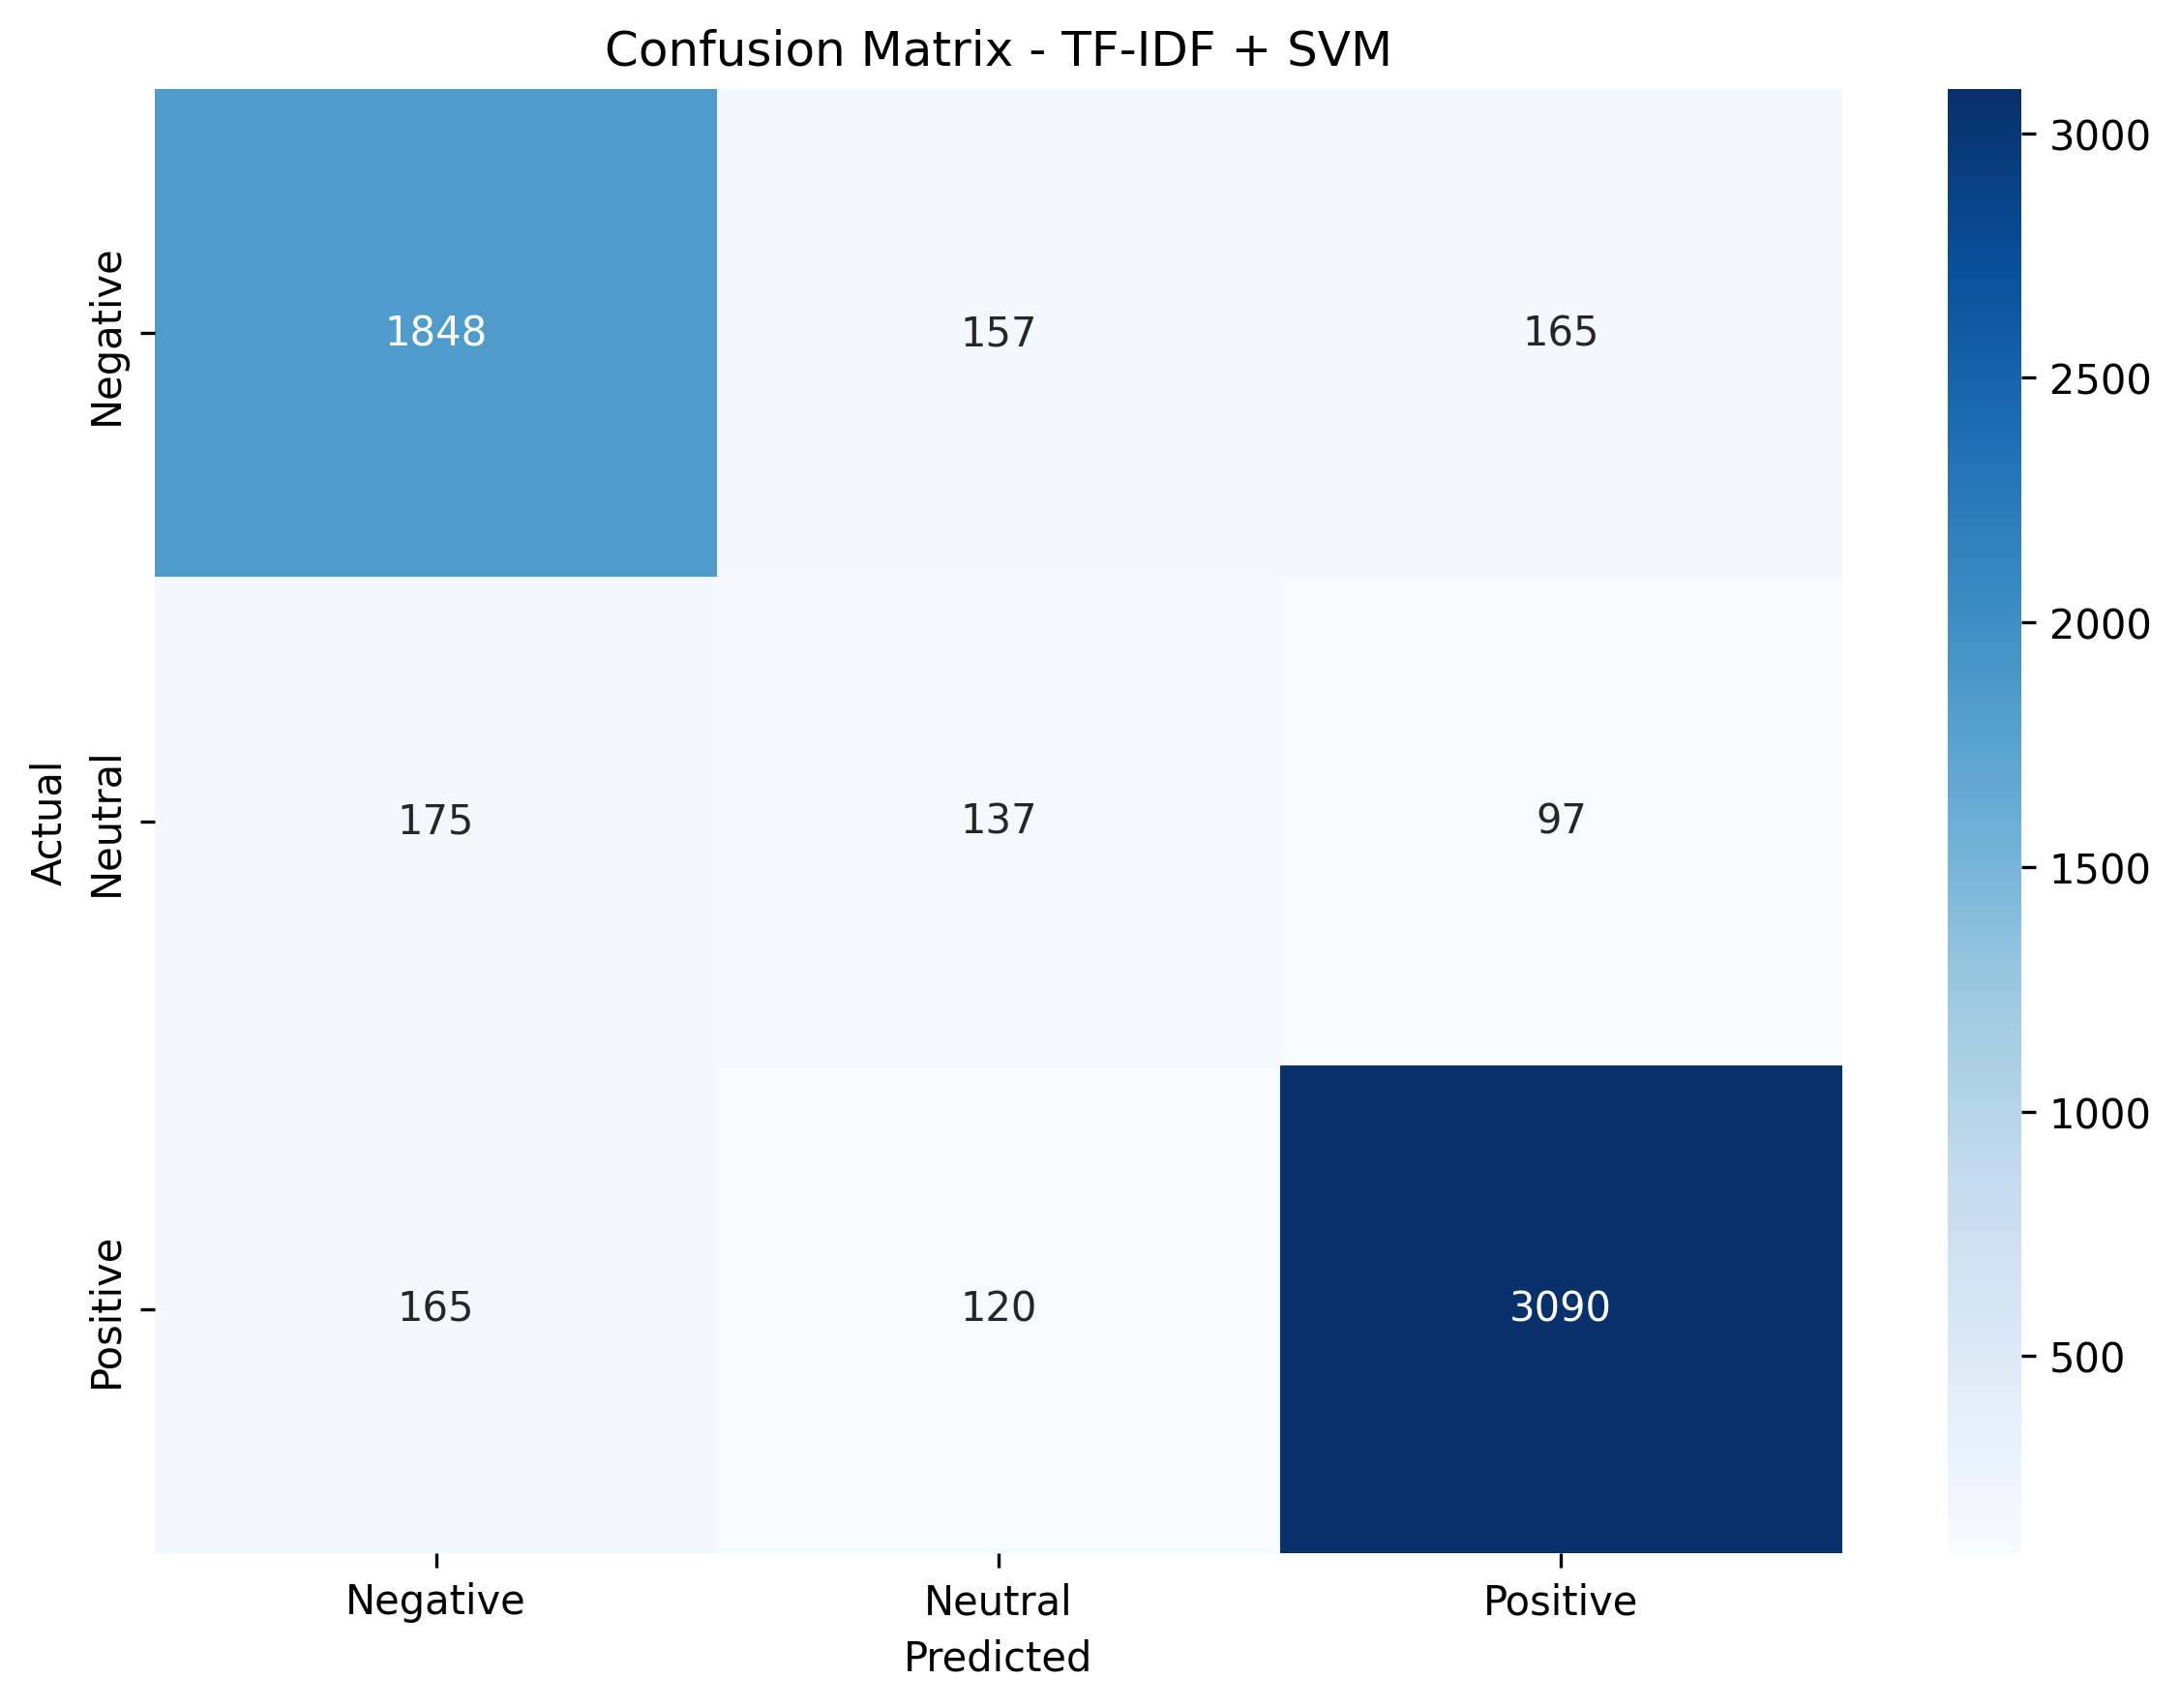 Confusion Matrix - TF-IDF + SVM
Actual
Negative
1848 157 165
Neutral
175 137 97
Positive
165 120 3090
Negative Neutral Positive
Predicted
3000
2500
2000
1500
1000
500